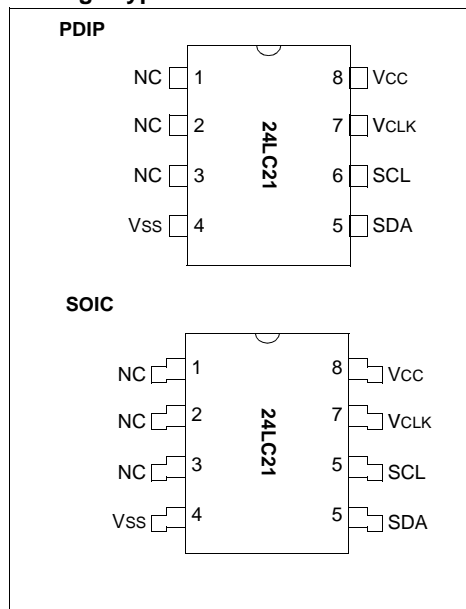 PDIP
NC 1 8 VCC
NC 2 7 VCLK
24LC21
NC 3 6 SCL
VSS 4 5 SDA
SOIC
NC 1 8 VCC
NC 2 7 VCLK
24LC21
NC 3 5 SCL
VSS 4 5 SDA